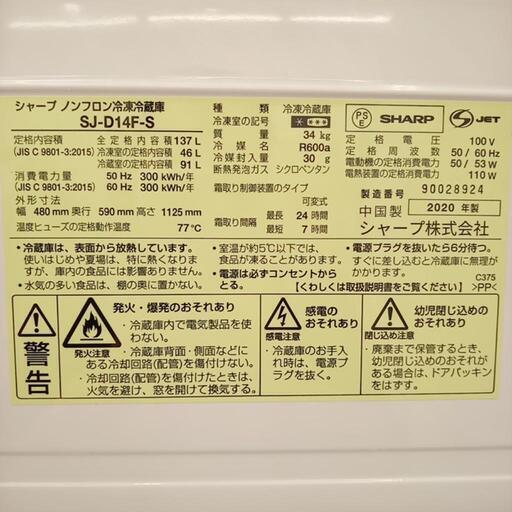 シャープ ノンフロン冷凍冷蔵庫
SJ-D14F-S
定格内容積 全定格内容積 137 L
(JIS C 9801-3:2015) 冷凍室の定格内容積 46 L
冷蔵室の定格内容積 91 L
消費電力量 50 Hz 300 kWh/年
(JIS C 9801-3:2015) 60 Hz 300 kWh/年
外形寸法
幅 480 mm 奥行 590 mm 高さ 1125 mm
温度ヒューズの定格動作温度 77℃
種類 冷凍冷蔵庫
冷凍室の記号
質量 34 kg
冷媒 R600a
冷媒封入量 30 g
断熱発泡ガス シクロペンタン
霜取り制御装置のタイプ
可変式
霜取り間隔 最長 24 時間
最短 7 時間
PSE SHARP S JET
定格電圧 100 V
定格周波数 50 / 60 Hz
電動機の定格消費電力 50 / 53 W
電熱装置の定格消費電力 110 W
製造番号 90028924
中国製 2020 年製
シャープ株式会社
•冷蔵庫は、表面から放熱しています。
使いはじめや夏場は、特に熱くなりま
すが、庫内の食品には影響ありません。
•水気の多い食品は、棚の奥に置かない。
•室温が約5℃以下では、
食品が凍ることがありま
す。
•電源は必ずコンセントから
とる。
•電源プラグを抜いたら6分待つ。
すぐに差し込むと冷蔵庫に無理が
かかります。
C375
【くわしくは取扱説明書をご覧ください】 >PP<
警告
発火注意
発火・爆発のおそれあり
•冷蔵庫内で電気製品を使
わない。
•冷蔵庫背面・側面などに
ある冷却回路(配管)を傷付けない。
•冷却回路(配管)を傷付けたときは、
火気を避け、窓を開けて換気する。
感電注意
感電の
おそれあり
•冷蔵庫のお手入
れ時は、電源プ
ラグを抜く。
閉じ込め注意
幼児閉じ込めの
おそれあり
•廃棄まで保管するとき、幼
児閉じ込めのおそれがある
場合は、ドアパッキン
をはずす。